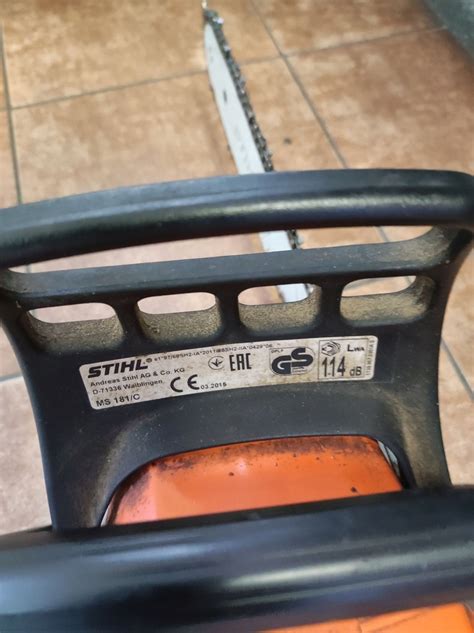 STIHL®
Andreas Stihl AG & Co. KG
D-71336 Waiblingen,
MS 181/C
CE 03.2015
EAC
GS
LWA
114 dB